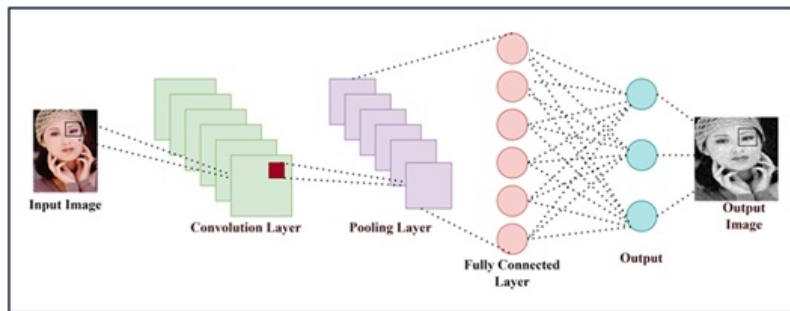 Input Image
Convolution Layer
Pooling Layer
Fully Connected
Layer
Output
Output
Image